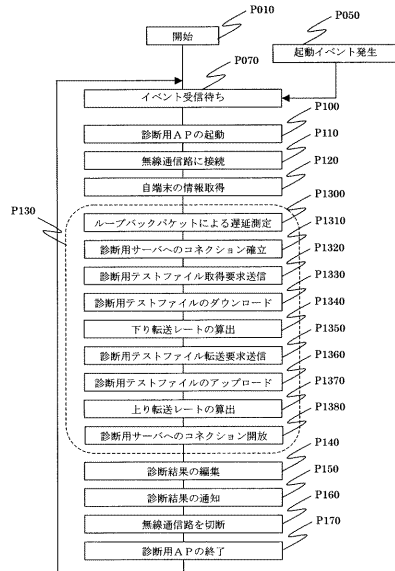 P010
開始
P050
起動イベント発生
P070
イベント受信待ち
P100
診断用APの起動
P110
無線通信路に接続
P120
自端末の情報取得
P130
P1300
ループバックパケットによる遅延測定
P1310
診断用サーバへのコネクション確立
P1320
診断用テストファイル取得要求送信
P1330
診断用テストファイルのダウンロード
P1340
下り転送レートの算出
P1350
診断用テストファイル転送要求送信
P1360
診断用テストファイルのアップロード
P1370
上り転送レートの算出
P1380
診断用サーバへのコネクション開放
P140
診断結果の編集
P150
診断結果の通知
P160
無線通信路を切断
P170
診断用APの終了